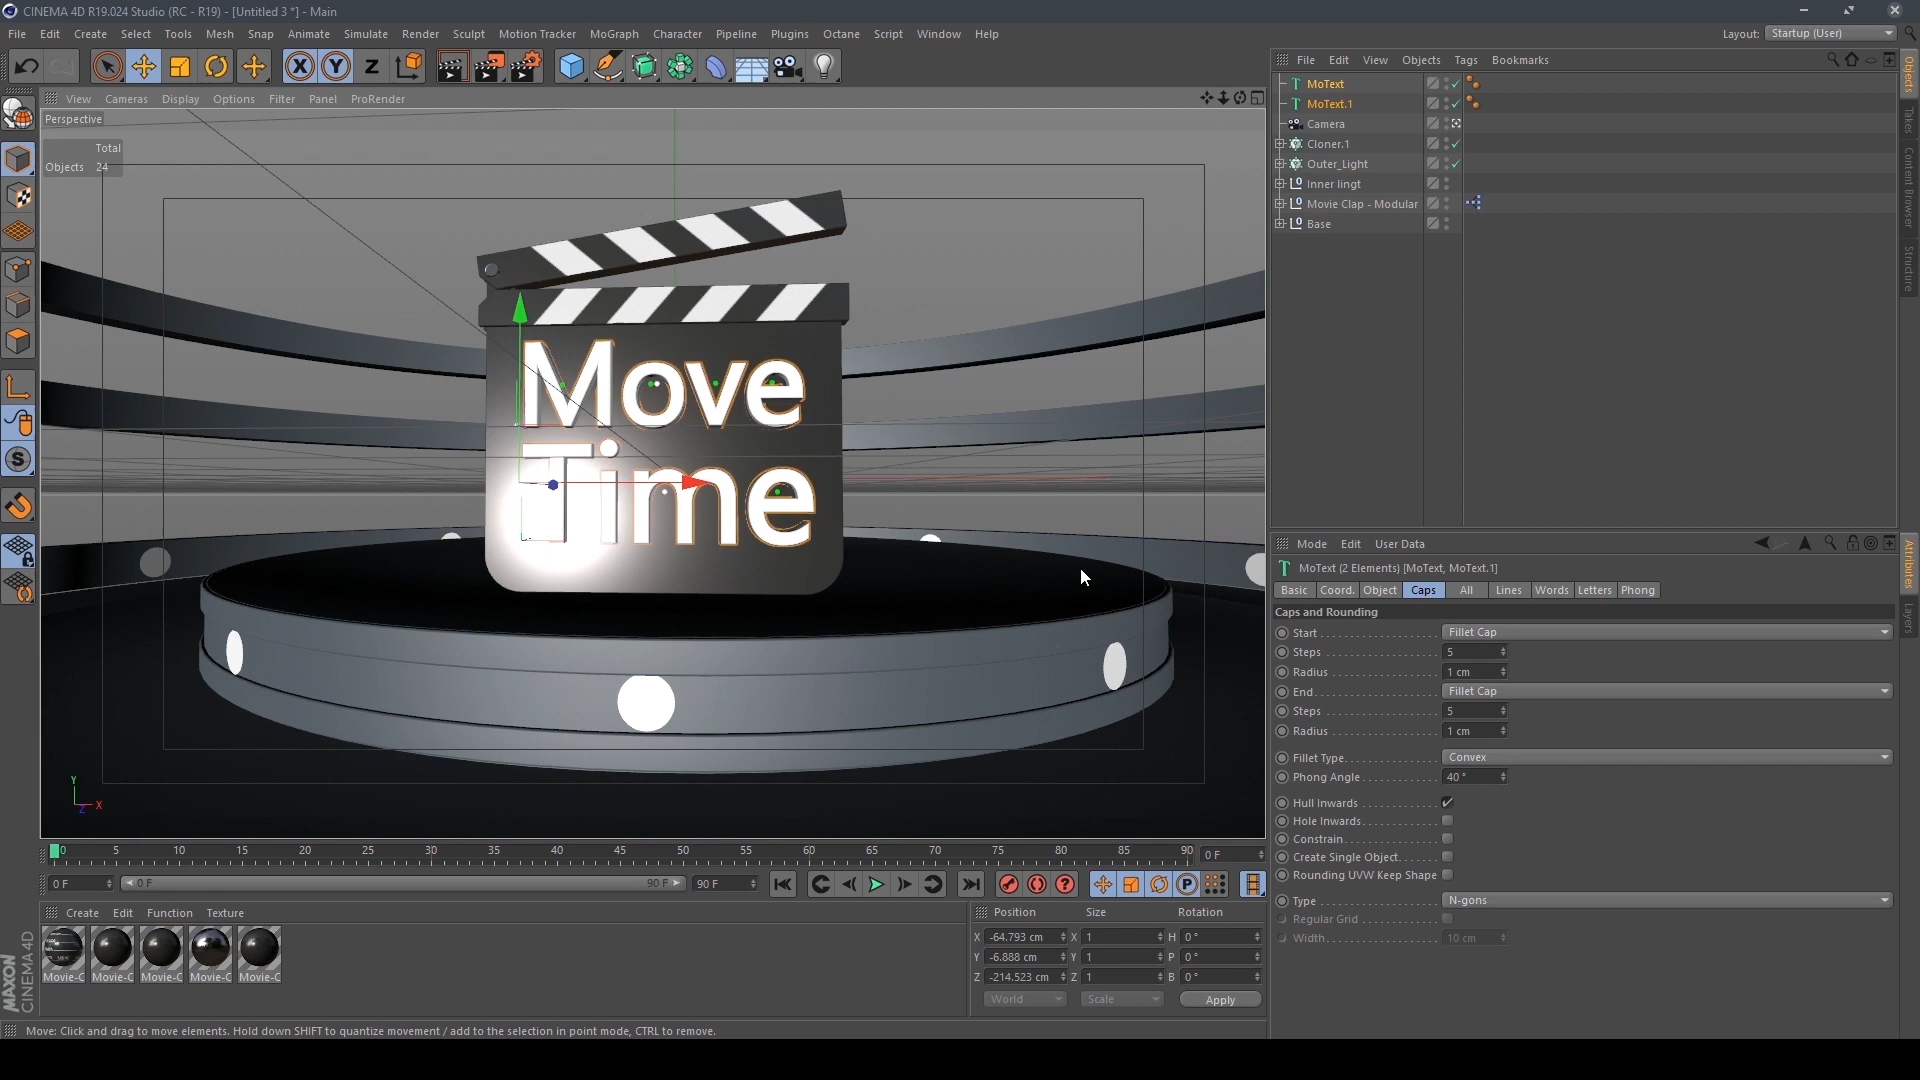 CINEMA 4D R19.024 Studio (RC - R19) - [Untitled 3 *] - Main
File Edit Create Select Tools Mesh Snap Animate Simulate Render Sculpt Motion Tracker MoGraph Character Pipeline Plugins Octane Script Window Help
Layout: Startup (User)
X Y Z
File Edit View Objects Tags Bookmarks
MoText
MoText.1
Camera
Cloner.1
Outer_Light
Inner lingt
Movie Clap - Modular
Base
Objects
Takes
Content Browser
Structure
View Cameras Display Options Filter Panel ProRender
Perspective
Total
Objects 24
Move
Time
Y
Z X
Mode Edit User Data
MoText (2 Elements) [MoText, MoText.1]
Basic Coord. Object Caps All Lines Words Letters Phong
Caps and Rounding
Start Fillet Cap
Steps 5
Radius 1 cm
End Fillet Cap
Steps 5
Radius 1 cm
Fillet Type Convex
Phong Angle 40 °
Hull Inwards
Hole Inwards
Constrain
Create Single Object
Rounding UVW Keep Shape
Type N-gons
Regular Grid
Width 10 cm
Attributes
Layers
0 5 10 15 20 25 30 35 40 45 50 55 60 65 70 75 80 85 90 0 F
0 F 0 F 90 F 90 F
Create Edit Function Texture
Movie-C Movie-C Movie-C Movie-C Movie-C
Position Size Rotation
X -64.793 cm X 1 H 0 °
Y -6.888 cm Y 1 P 0 °
Z -214.523 cm Z 1 B 0 °
World Scale Apply
MAXON
CINEMA 4D
Move: Click and drag to move elements. Hold down SHIFT to quantize movement / add to the selection in point mode, CTRL to remove.